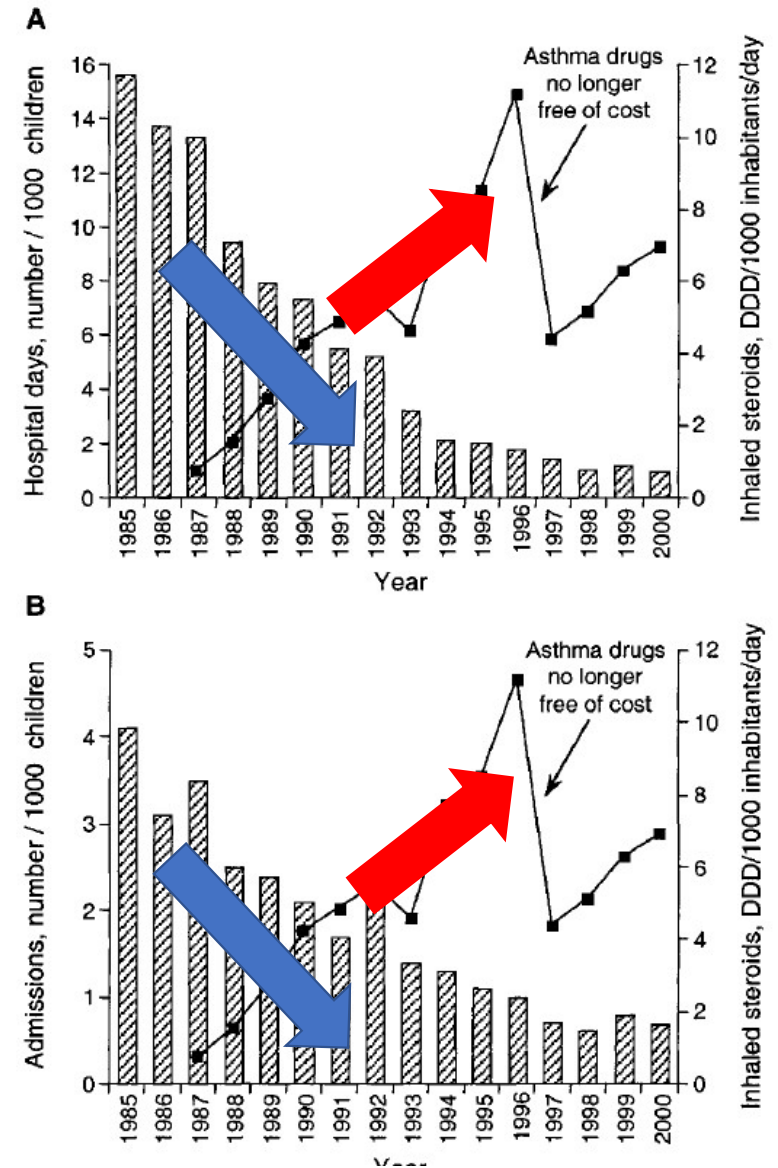 A
Hospital days, number / 1000 children
16
14
12
10
8
6
4
2
0
Asthma drugs
no longer
free of cost
12
10
8
6
4
2
0
Inhaled steroids, DDD/1000 inhabitants/day
1985 1986 1987 1988 1989 1990 1991 1992 1993 1994 1995 1996 1997 1998 1999 2000
Year
B
Admissions, number / 1000 children
5
4
3
2
1
0
Asthma drugs
no longer
free of cost
12
10
8
6
4
2
0
Inhaled steroids, DDD/1000 inhabitants/day
1985 1986 1987 1988 1989 1990 1991 1992 1993 1994 1995 1996 1997 1998 1999 2000
Year